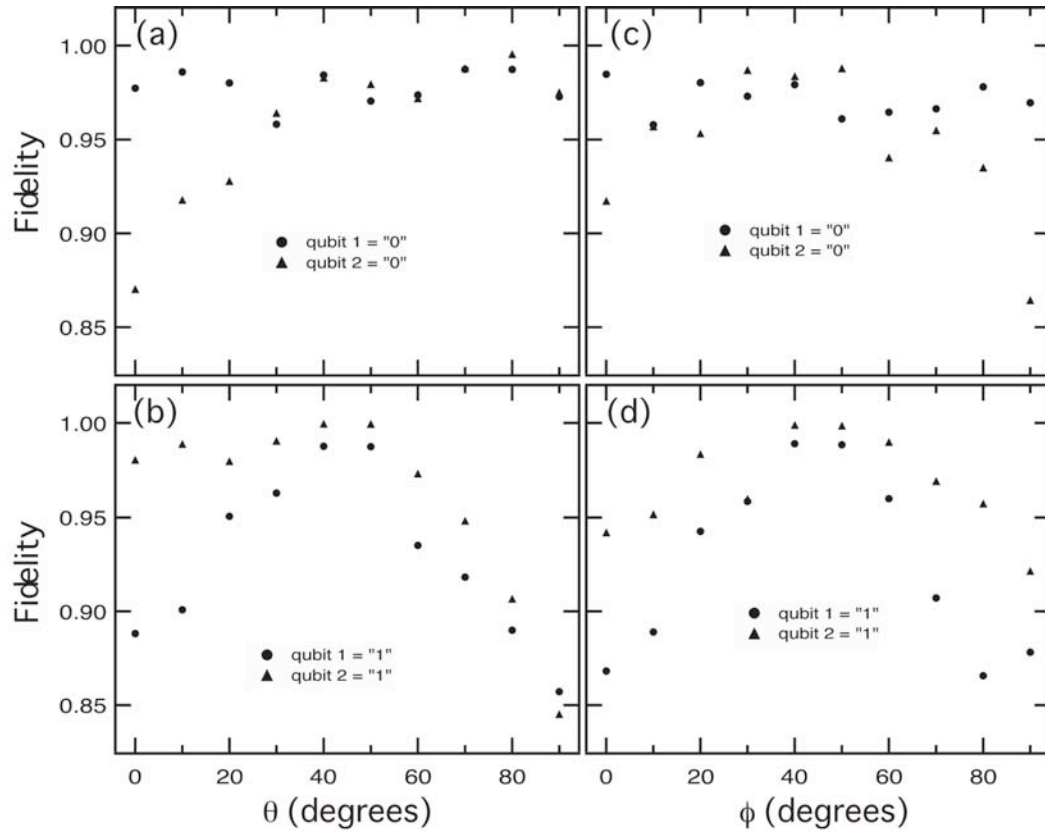 (a)
1.00
0.95
0.90
0.85
Fidelity
qubit 1 = "0"
qubit 2 = "0"
(c)
qubit 1 = "0"
qubit 2 = "0"
(b)
1.00
0.95
0.90
0.85
Fidelity
qubit 1 = "1"
qubit 2 = "1"
0 20 40 60 80
θ (degrees)
(d)
qubit 1 = "1"
qubit 2 = "1"
0 20 40 60 80
ϕ (degrees)